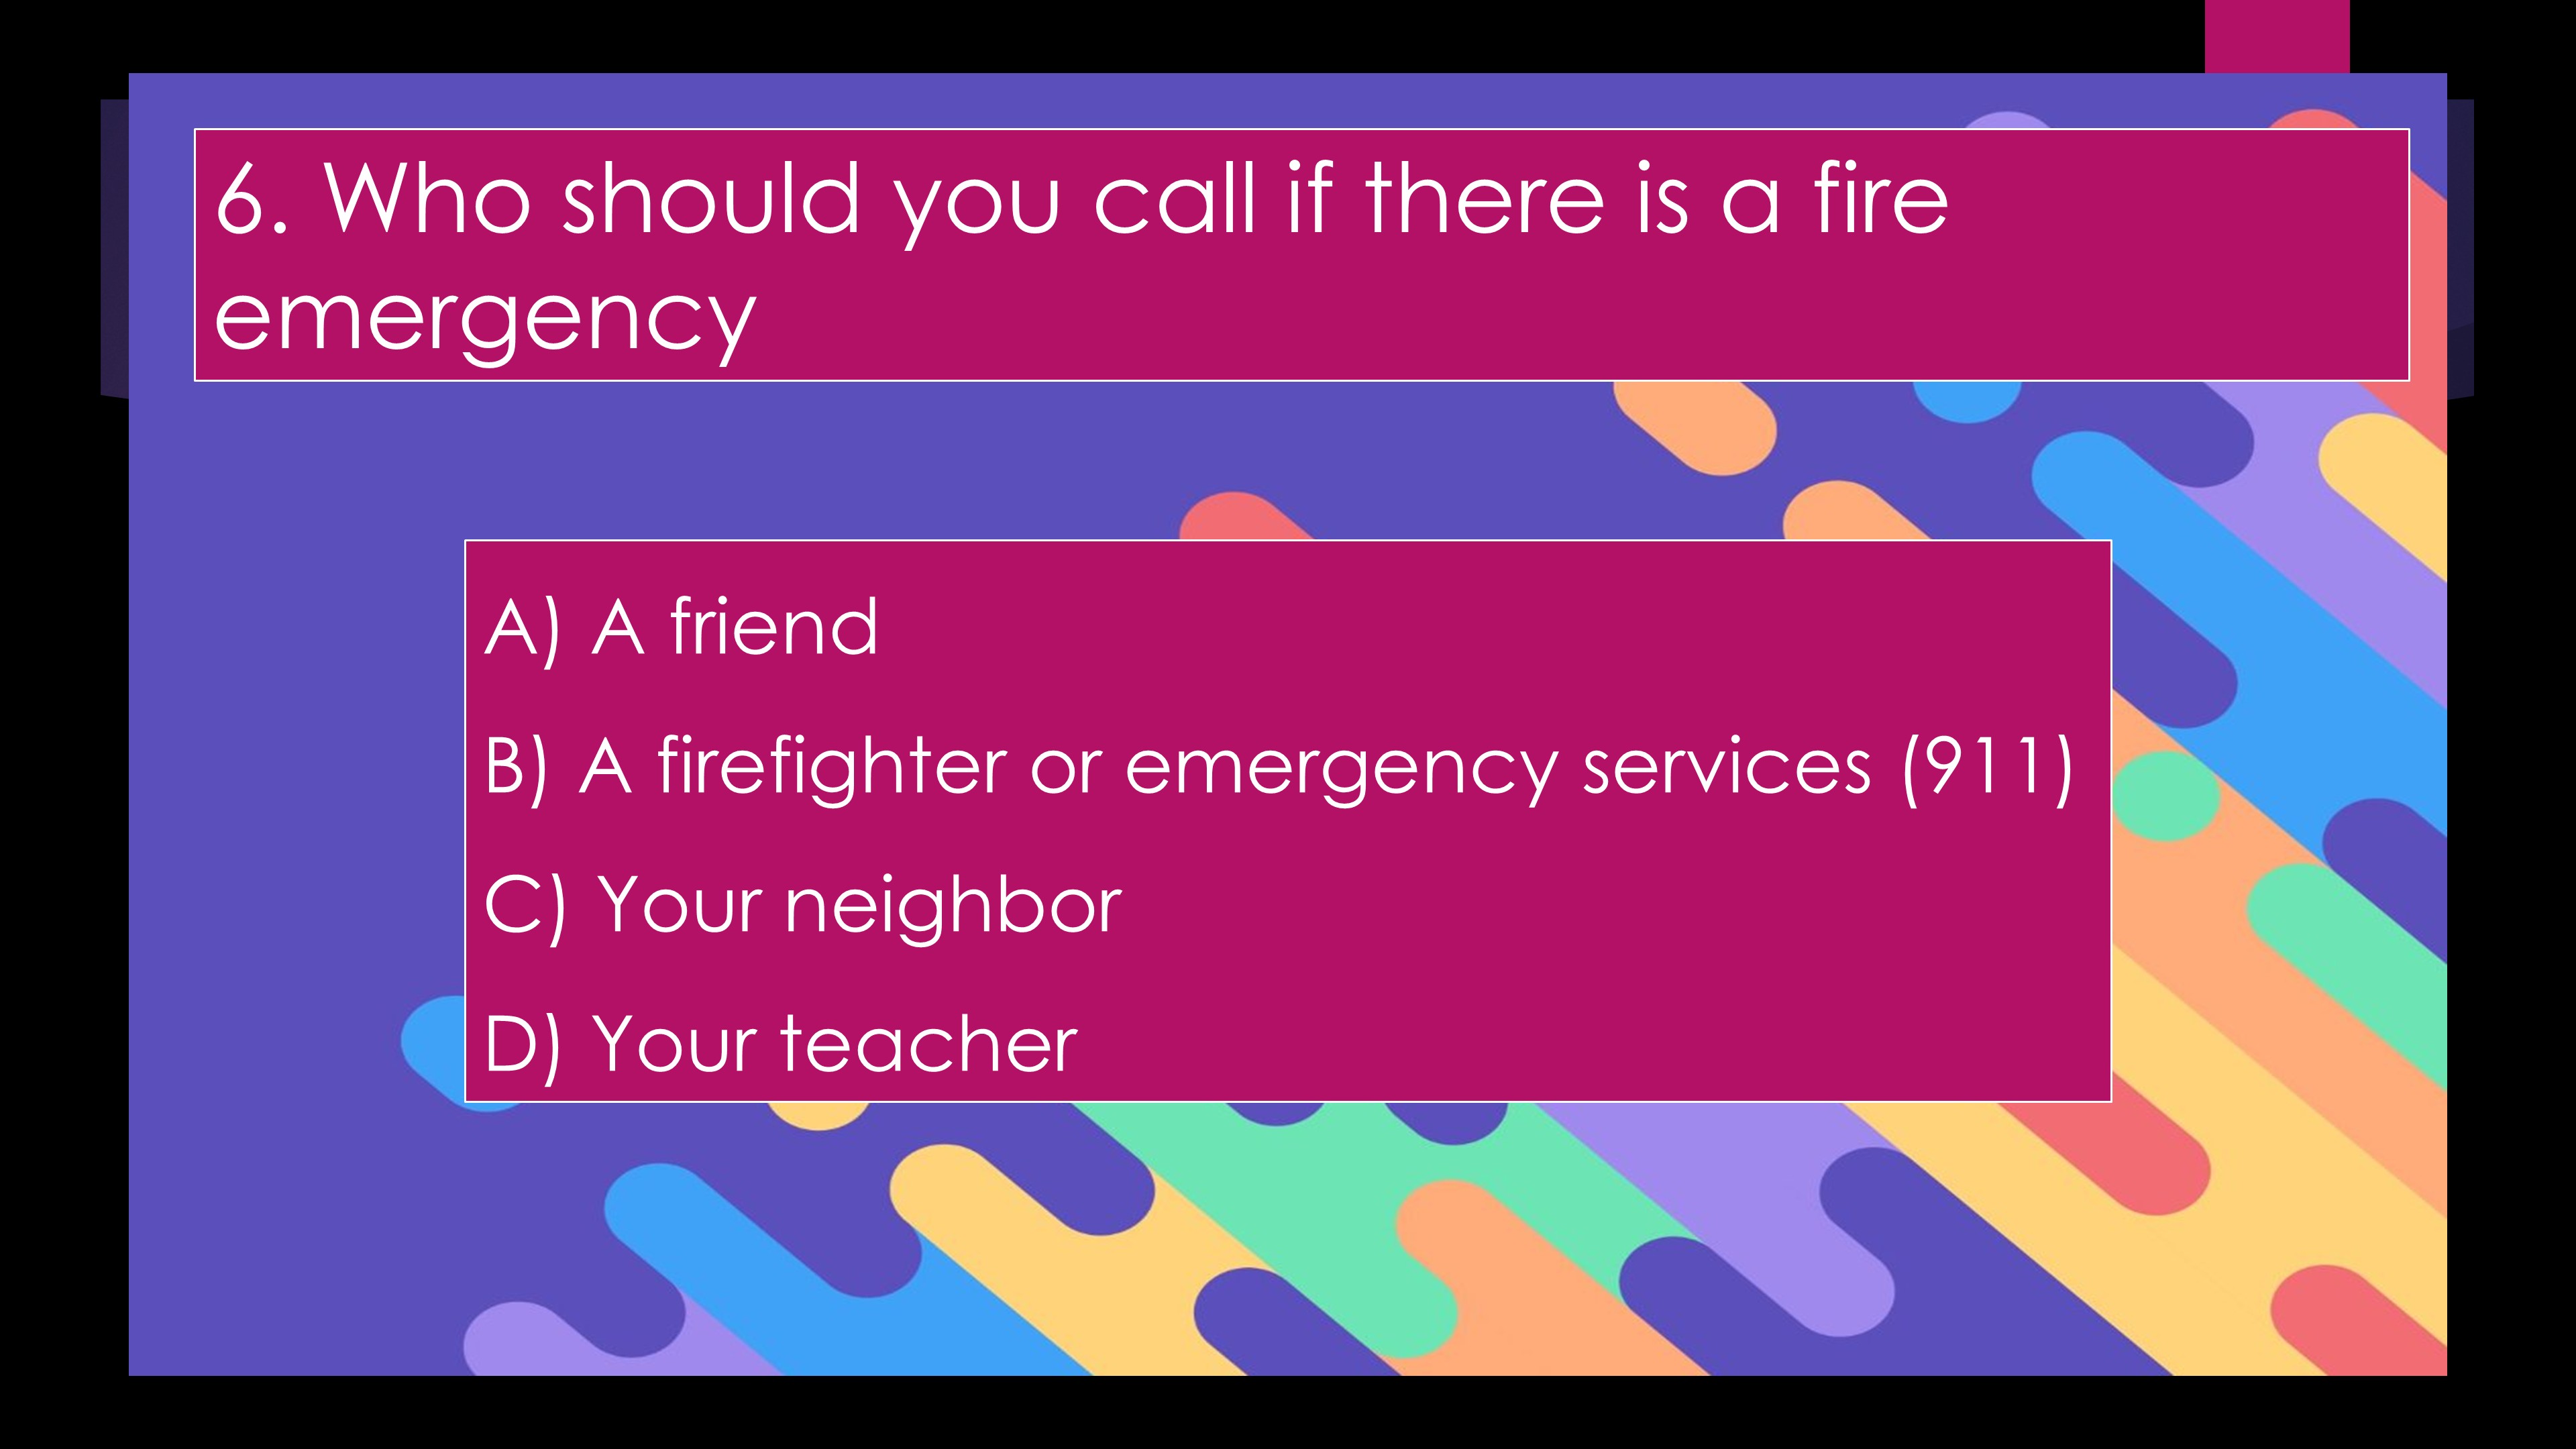 6. Who should you call if there is a fire
emergency
A) A friend
B) A firefighter or emergency services (911)
C) Your neighbor
D) Your teacher